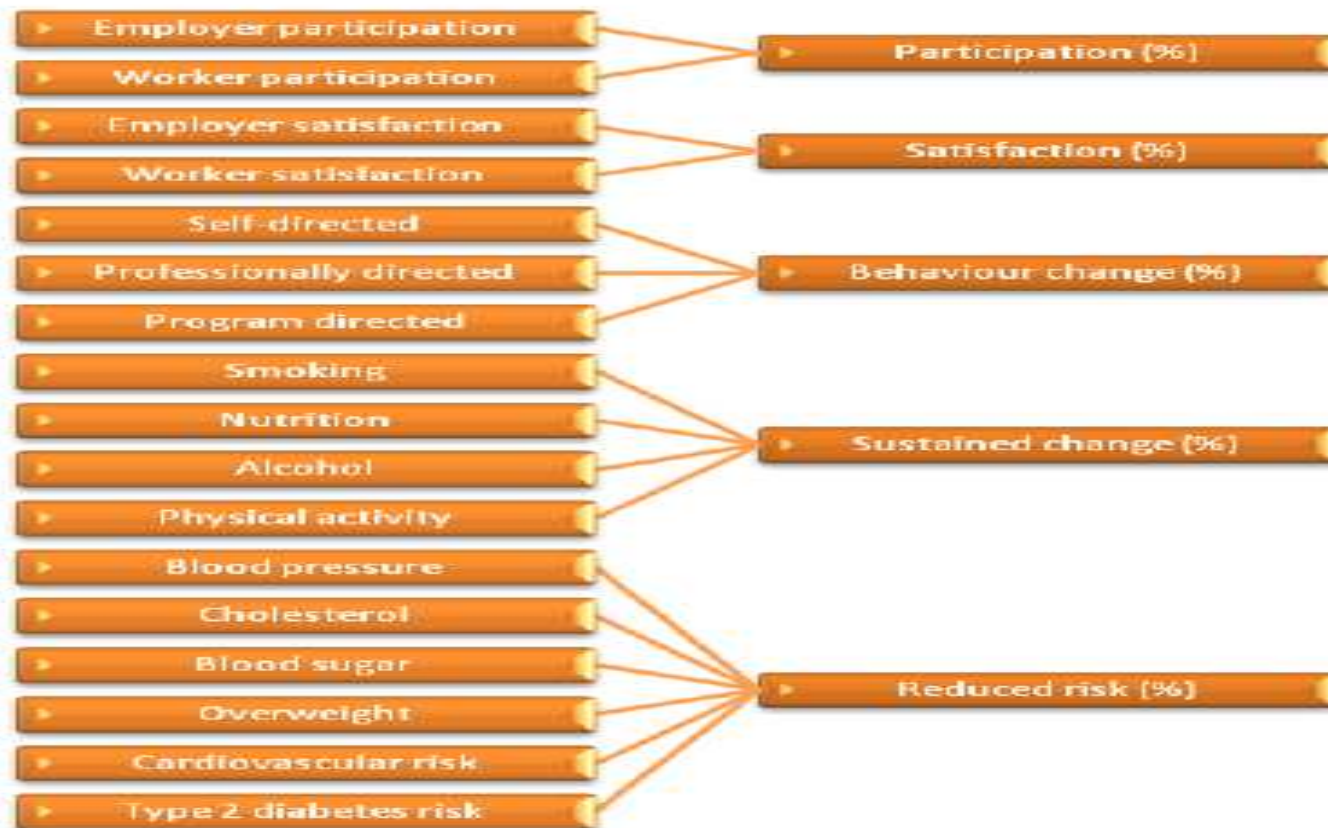 Employer participation
Worker participation
Employer satisfaction
Worker satisfaction
Self-directed
Professionally directed
Program directed
Smoking
Nutrition
Alcohol
Physical activity
Blood pressure
Cholesterol
Blood sugar
Overweight
Cardiovascular risk
Type 2 diabetes risk
Participation (%)
Satisfaction (%)
Behaviour change (%)
Sustained change (%)
Reduced risk (%)